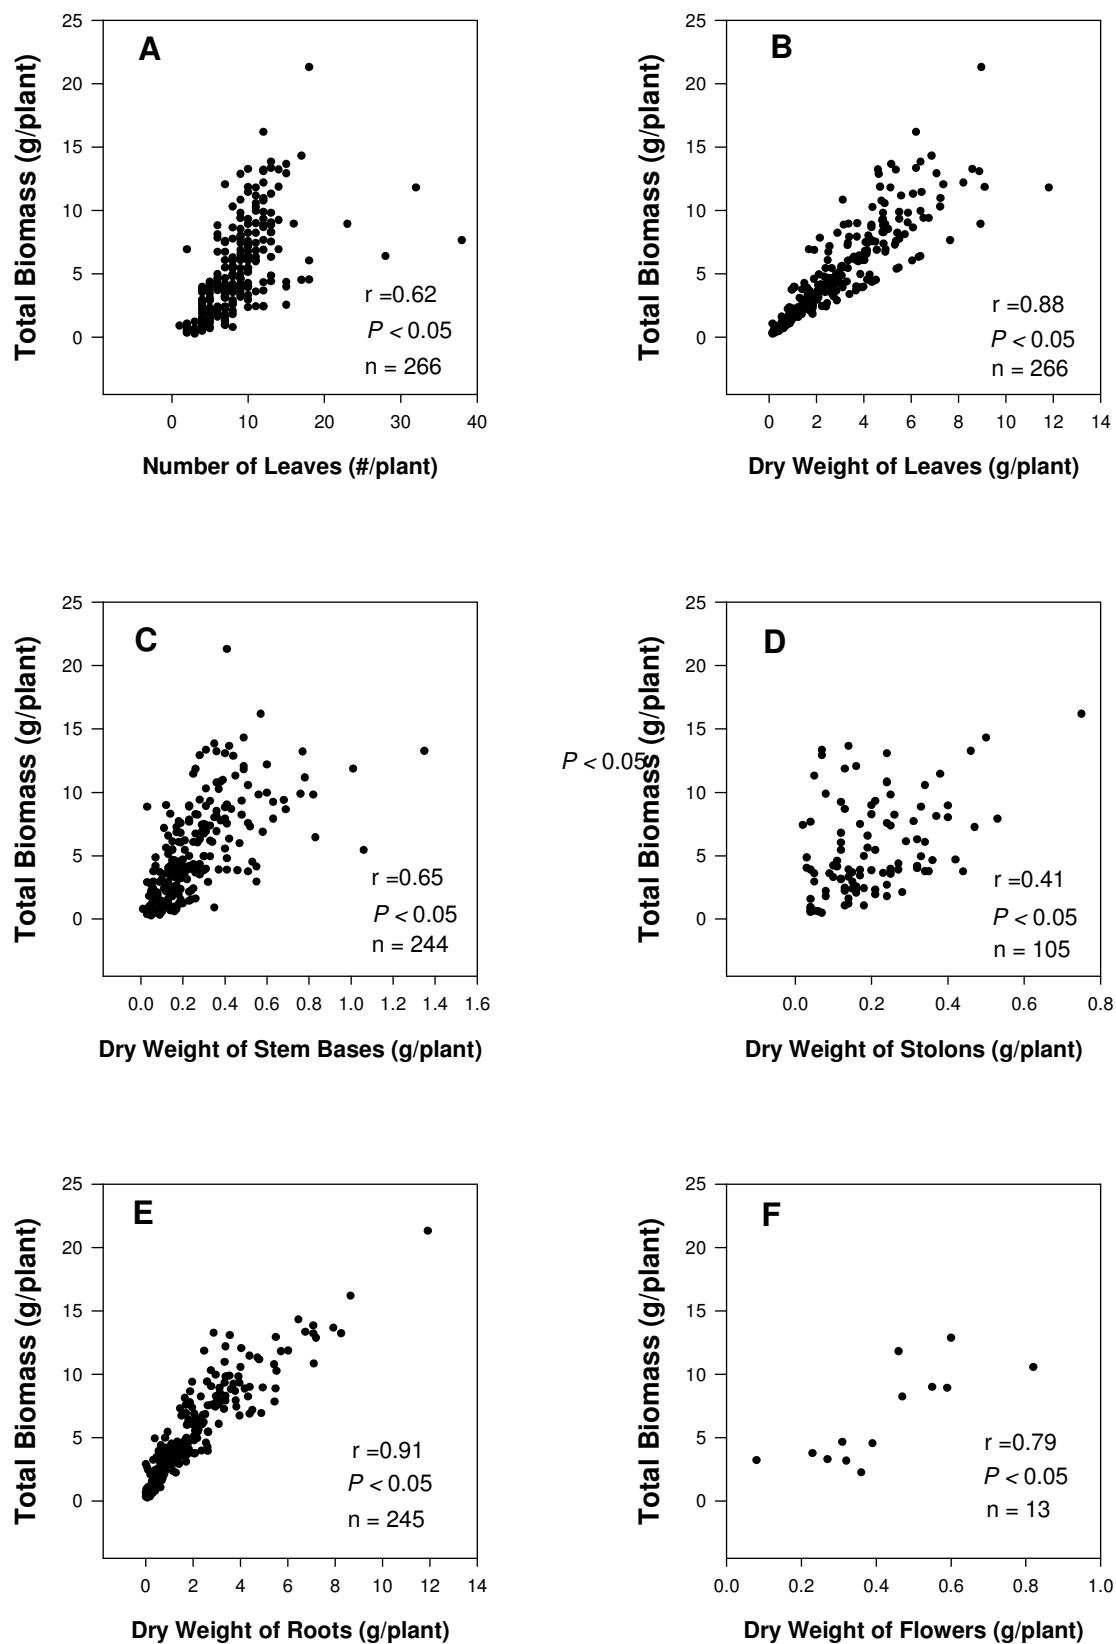 A
Total Biomass (g/plant)
25
20
15
10
5
0
r =0.62
P < 0.05
n = 266
0 10 20 30 40
Number of Leaves (#/plant)
B
Total Biomass (g/plant)
25
20
15
10
5
0
r =0.88
P < 0.05
n = 266
0 2 4 6 8 10 12 14
Dry Weight of Leaves (g/plant)
C
Total Biomass (g/plant)
25
20
15
10
5
0
r =0.65
P < 0.05
n = 244
0.0 0.2 0.4 0.6 0.8 1.0 1.2 1.4 1.6
Dry Weight of Stem Bases (g/plant)
P < 0.05
D
Total Biomass (g/plant)
25
20
15
10
5
0
r =0.41
P < 0.05
n = 105
0.0 0.2 0.4 0.6 0.8
Dry Weight of Stolons (g/plant)
E
Total Biomass (g/plant)
25
20
15
10
5
0
r =0.91
P < 0.05
n = 245
0 2 4 6 8 10 12 14
Dry Weight of Roots (g/plant)
F
Total Biomass (g/plant)
25
20
15
10
5
0
r =0.79
P < 0.05
n = 13
0.0 0.2 0.4 0.6 0.8 1.0
Dry Weight of Flowers (g/plant)